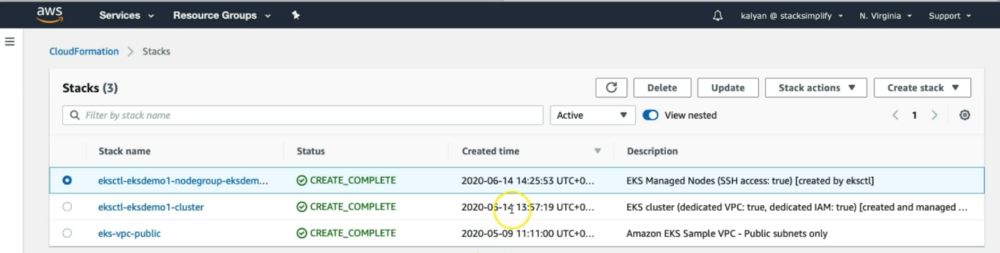 aws Services Resource Groups kalyan @ stacksimplify N. Virginia Support
CloudFormation > Stacks
Stacks (3) Delete Update Stack actions Create stack
Filter by stack name Active View nested < 1 >
Stack name Status Created time Description
eksctl-eksdemo1-nodegroup-eksdem... CREATE_COMPLETE 2020-06-14 14:25:53 UTC+0... EKS Managed Nodes (SSH access: true) [created by eksctl]
eksctl-eksdemo1-cluster CREATE_COMPLETE 2020-06-14 13:57:19 UTC+0... EKS cluster (dedicated VPC: true, dedicated IAM: true) [created and managed ...
eks-vpc-public CREATE_COMPLETE 2020-05-09 11:11:00 UTC+0... Amazon EKS Sample VPC - Public subnets only